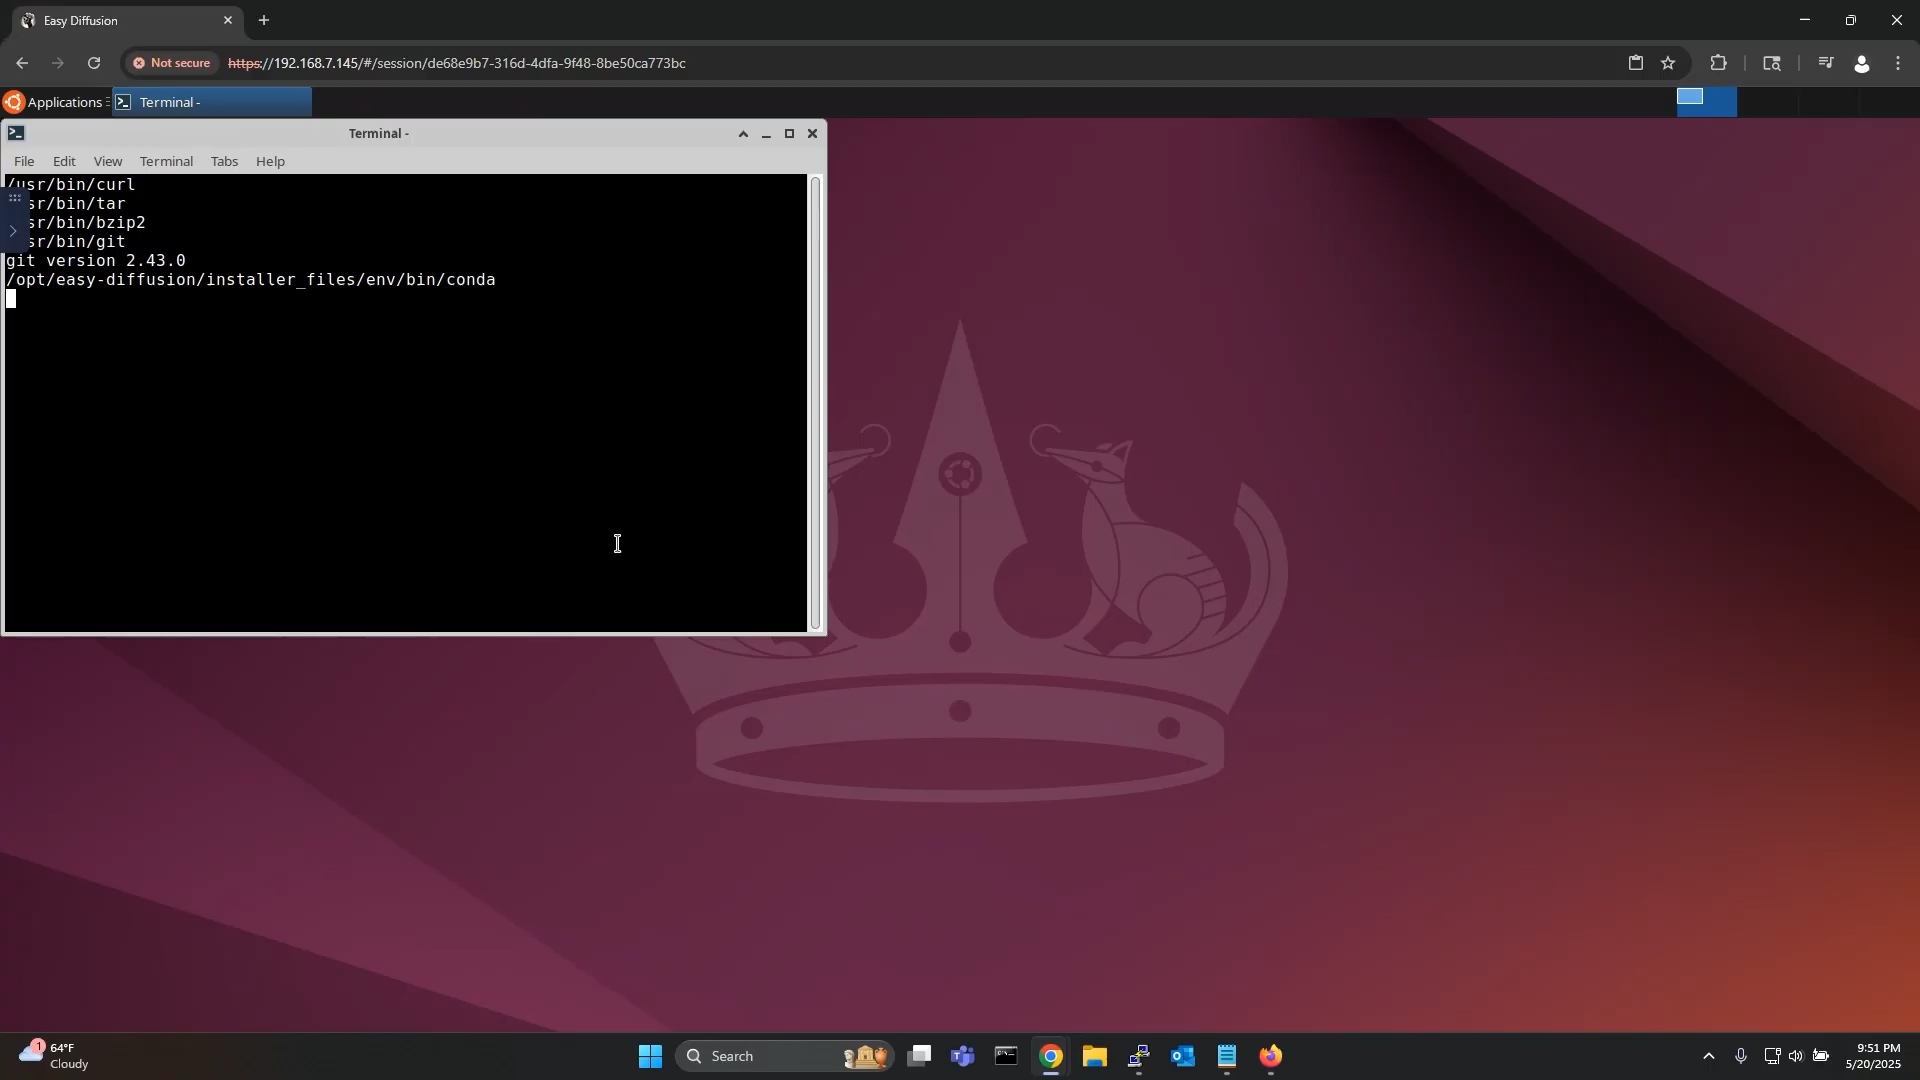 Easy Diffusion
Not secure
https://192.168.7.145/#/session/de68e9b7-316d-4dfa-9f48-8be50ca773bc
Applications
Terminal -
Terminal -
File Edit View Terminal Tabs Help
/usr/bin/curl
sr/bin/tar
sr/bin/bzip2
sr/bin/git
git version 2.43.0
/opt/easy-diffusion/installer_files/env/bin/conda
1
64°F
Cloudy
Search
9:51 PM
5/20/2025